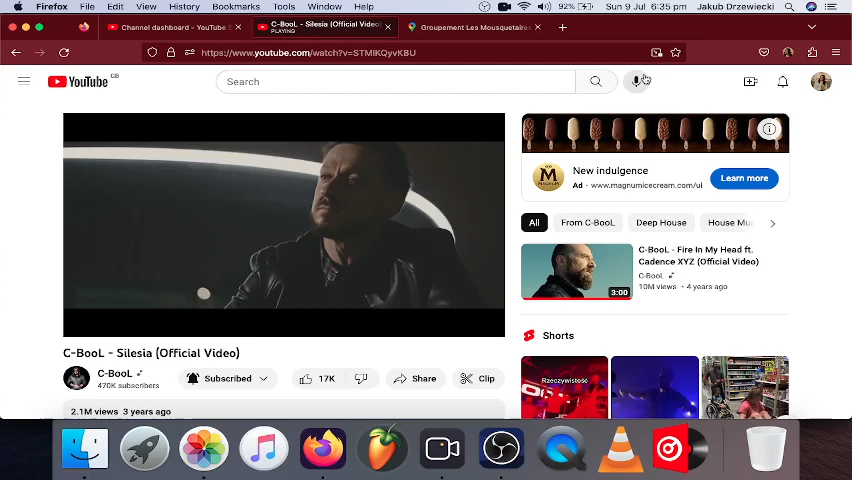 Firefox File Edit View History Bookmarks Tools Window Help 92% Sun 9 Jul 6:35 pm Jakub Drzewiecki
Channel dashboard - YouTube S
C-BooL - Silesia (Official Video)
PLAYING
Groupement Les Mousquetaires
https://www.youtube.com/watch?v=STMIKQyvKBU
YouTube GB
Search
New indulgence
Ad · www.magnumicecream.com/ul
Learn more
All From C-BooL Deep House House Mu
C-BooL - Fire In My Head ft.
Cadence XYZ (Official Video)
C-BooL
10M views · 4 years ago
3:00
Shorts
Rzeczywistość
C-BooL - Silesia (Official Video)
C-BooL
470K subscribers
Subscribed
17K
Share
Clip
2.1M views 3 years ago